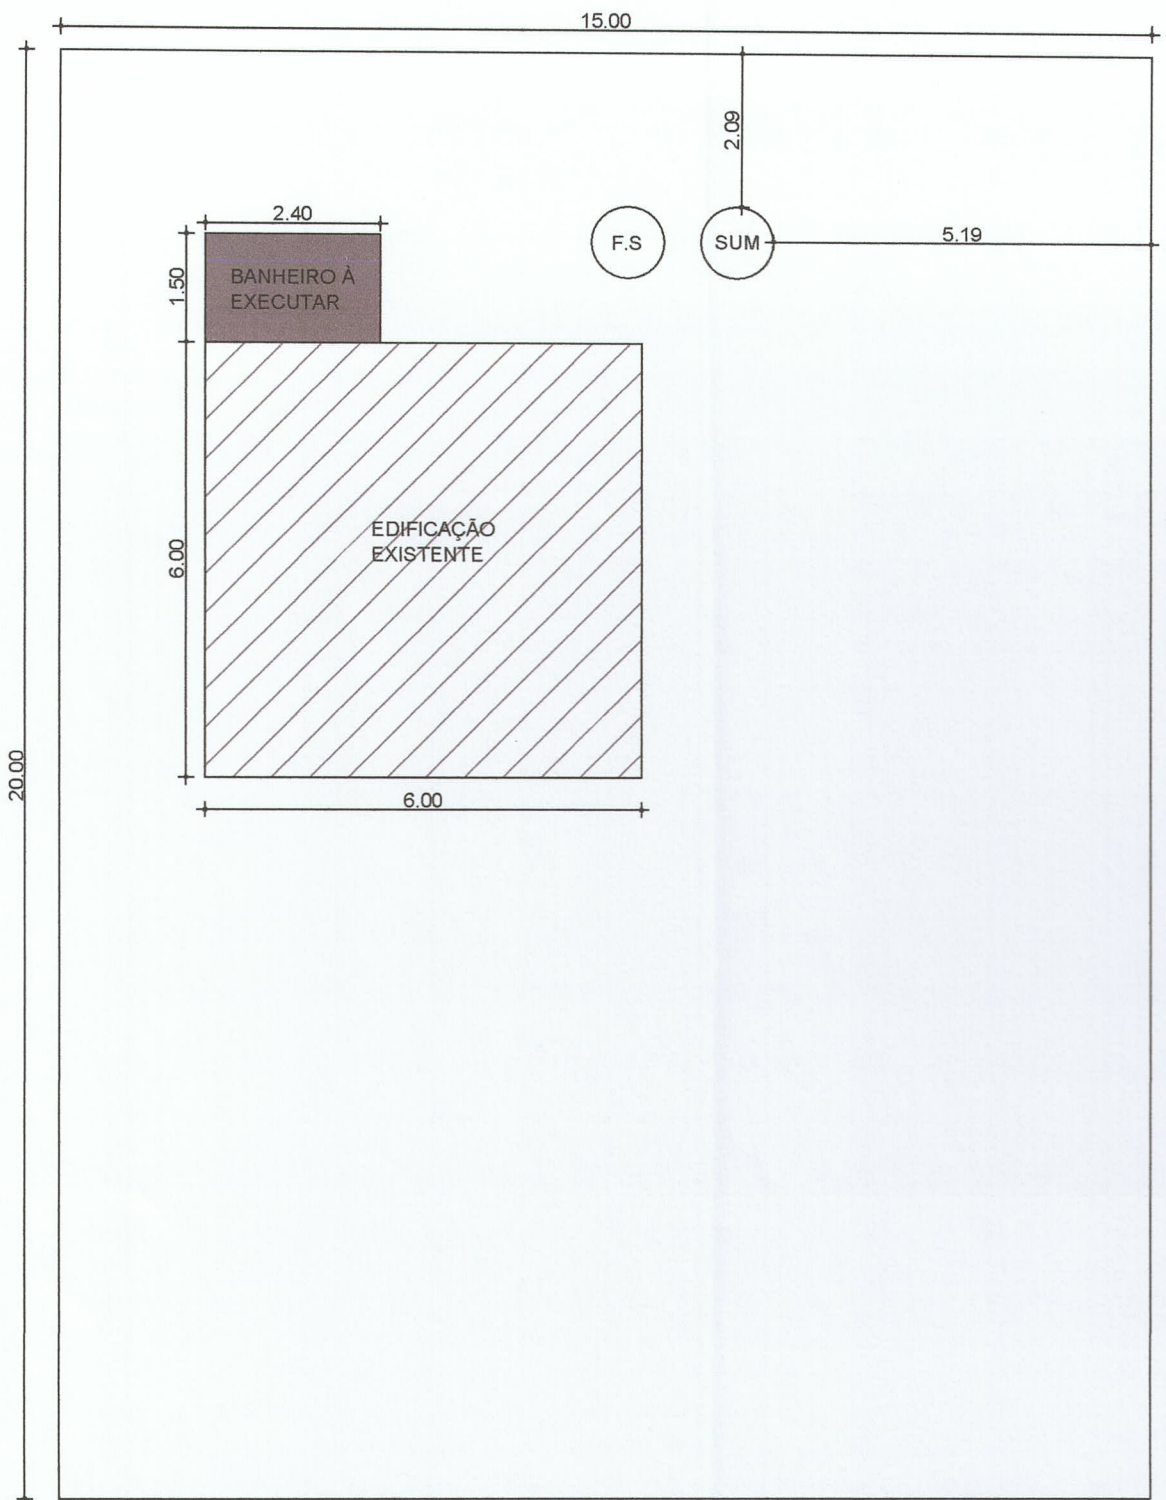 15.00
2.09
2.40
F.S
SUM
5.19
1.50
BANHEIRO À
EXECUTAR
EDIFICAÇÃO
EXISTENTE
6.00
20.00
6.00